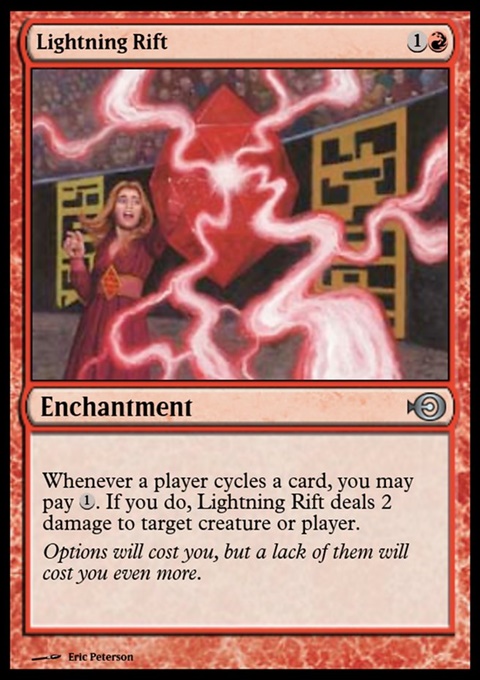 Lightning Rift 1
Enchantment
Whenever a player cycles a card, you may
pay 1. If you do, Lightning Rift deals 2
damage to target creature or player.
Options will cost you, but a lack of them will
cost you even more.
Eric Peterson